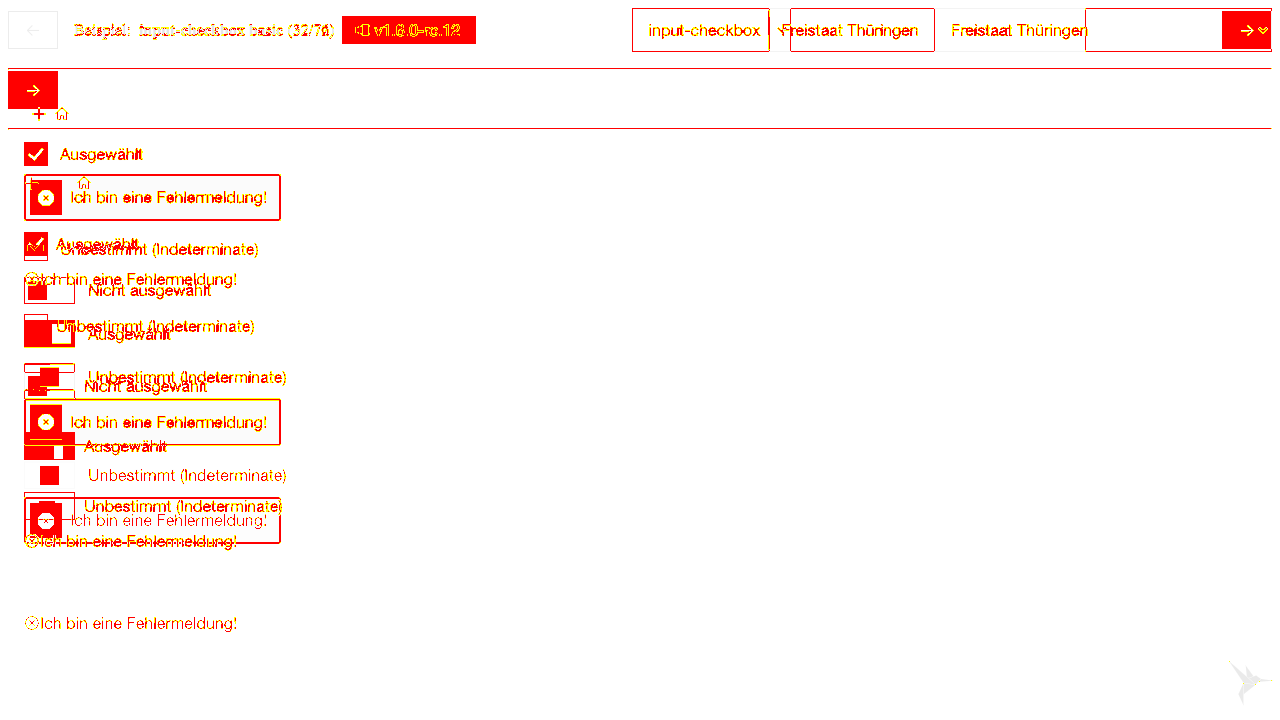 Beispiel: input-checkbox basic (32/76) v1.6.0-rc.12 input-checkbox Freistaat Thüringen Freistaat Thüringen
Ausgewählt
Ich bin eine Fehlermeldung!
Ausgewählt
Unbestimmt (Indeterminate)
Ich bin eine Fehlermeldung!
Nicht ausgewählt
Unbestimmt (Indeterminate)
Ausgewählt
Unbestimmt (Indeterminate)
Nicht ausgewählt
Ich bin eine Fehlermeldung!
Ausgewählt
Unbestimmt (Indeterminate)
Unbestimmt (Indeterminate)
Ich bin eine Fehlermeldung!
Ich bin eine Fehlermeldung!
Ich bin eine Fehlermeldung!